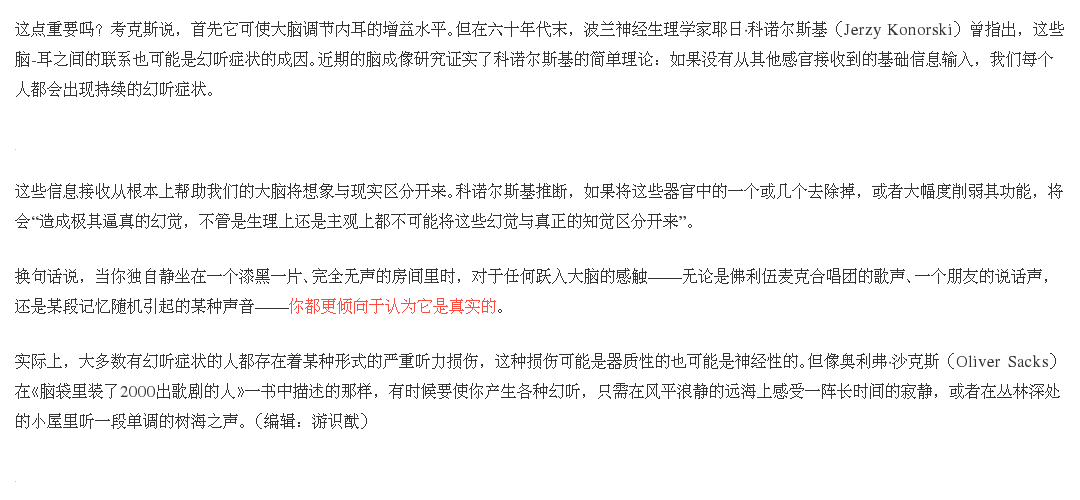 这点重要吗？考克斯说，首先它可使大脑调节内耳的增益水平。但在六十年代末，波兰神经生理学家耶日·科诺尔斯基（Jerzy Konorski）曾指出，这些
脑-耳之间的联系也可能是幻听症状的成因。近期的脑成像研究证实了科诺尔斯基的简单理论：如果没有从其他感官接收到的基础信息输入，我们每个
人都会出现持续的幻听症状。
这些信息接收从根本上帮助我们的大脑将想象与现实区分开来。科诺尔斯基推断，如果将这些器官中的一个或几个去除掉，或者大幅度削弱其功能，将
会“造成极其逼真的幻觉，不管是生理上还是主观上都不可能将这些幻觉与真正的知觉区分开来”。
换句话说，当你独自静坐在一个漆黑一片、完全无声的房间里时，对于任何跃入大脑的感触——无论是佛利伍麦克合唱团的歌声、一个朋友的说话声，
还是某段记忆随机引起的某种声音——你都更倾向于认为它是真实的。
实际上，大多数有幻听症状的人都存在着某种形式的严重听力损伤，这种损伤可能是器质性的也可能是神经性的。但像奥利弗·沙克斯（Oliver Sacks）
在《脑袋里装了2000出歌剧的人》一书中描述的那样，有时候要使你产生各种幻听，只需在风平浪静的远海上感受一阵长时间的寂静，或者在丛林深处
的小屋里听一段单调的树海之声。（编辑：游识猷）